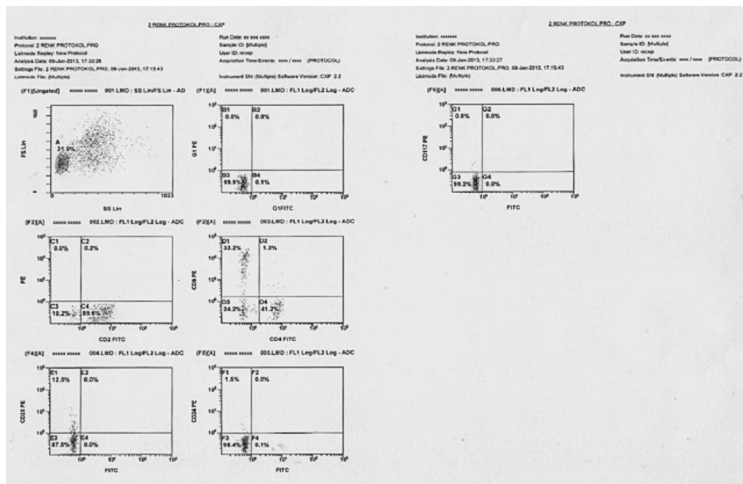 2 RENK PROTOKOL.PRO : CXP
Institution: xxxxxxx
Protocol: 2 RENK PROTOKOL.PRO
Listmode Replay: New Protocol
Analysis Date: 09-Jan-2013, 17:33:28
Settings File: 2 RENK PROTOKOL.PRO, 09-Jan-2013, 17:15:43
Listmode File: (Multiple)
Run Date: xx xxx xxxx
Sample ID: (Multiple)
User ID: recep
Acquisition Time/Events: xxxx / xxxx (PROTOCOL)
Instrument SN: (Multiple) Software Version: CXP 2.2
(F1)[Ungated] xxxxx xxxxx 001.LMD : SS Lin/FS Lin - AD
FS Lin
A
31.9%
SS Lin
1023
(F1)[A] xxxxx xxxxx 001.LMD : FL1 Log/FL2 Log - ADC
G1 PE
B1
0.0%
B2
0.0%
B3
99.9%
B4
0.1%
G1FITC
(F2)[A] xxxxx xxxxx 002.LMD : FL1 Log/FL2 Log - ADC
PE
C1
0.0%
C2
0.2%
C3
10.2%
C4
89.6%
CD2 FITC
(F3)[A] xxxxx xxxxx 003.LMD : FL1 Log/FL2 Log - ADC
CD8 PE
D1
33.2%
D2
1.3%
D3
24.2%
D4
41.2%
CD4 FITC
(F4)[A] xxxxx xxxxx 004.LMD : FL1 Log/FL2 Log - ADC
CD25 PE
E1
12.5%
E2
0.0%
E3
87.5%
E4
0.0%
FITC
(F5)[A] xxxxx xxxxx 005.LMD : FL1 Log/FL2 Log - ADC
CD34 PE
F1
1.5%
F2
0.0%
F3
98.4%
F4
0.1%
FITC
2 RENK PROTOKOL.PRO : CXP
Institution: xxxxxxx
Protocol: 2 RENK PROTOKOL.PRO
Listmode Replay: New Protocol
Analysis Date: 09-Jan-2013, 17:33:27
Settings File: 2 RENK PROTOKOL.PRO, 09-Jan-2013, 17:15:43
Listmode File: (Multiple)
Run Date: xx xxx xxxx
Sample ID: (Multiple)
User ID: recep
Acquisition Time/Events: xxxx / xxxx (PROTOCOL)
Instrument SN: (Multiple) Software Version: CXP 2.2
(F6)[A] xxxxx xxxxx 006.LMD : FL1 Log/FL2 Log - ADC
CD117 PE
G1
0.8%
G2
0.0%
G3
99.2%
G4
0.0%
FITC